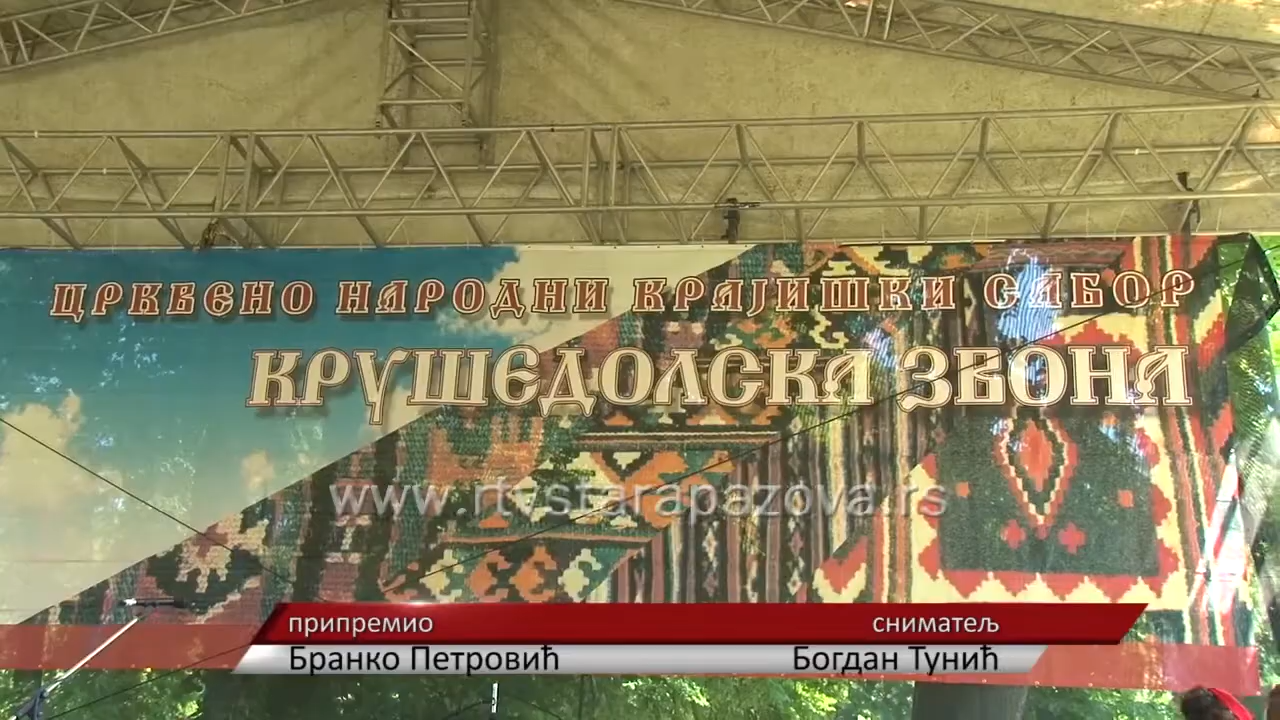 ЦРКВЕНО НАРОДНИ КРАЈИШКИ САБОР
КРУШЕДОЛСКА ЗВОНА
www.rtvstarapazova.rs
припремио
сниматељ
Бранко Петровић
Богдан Тунић